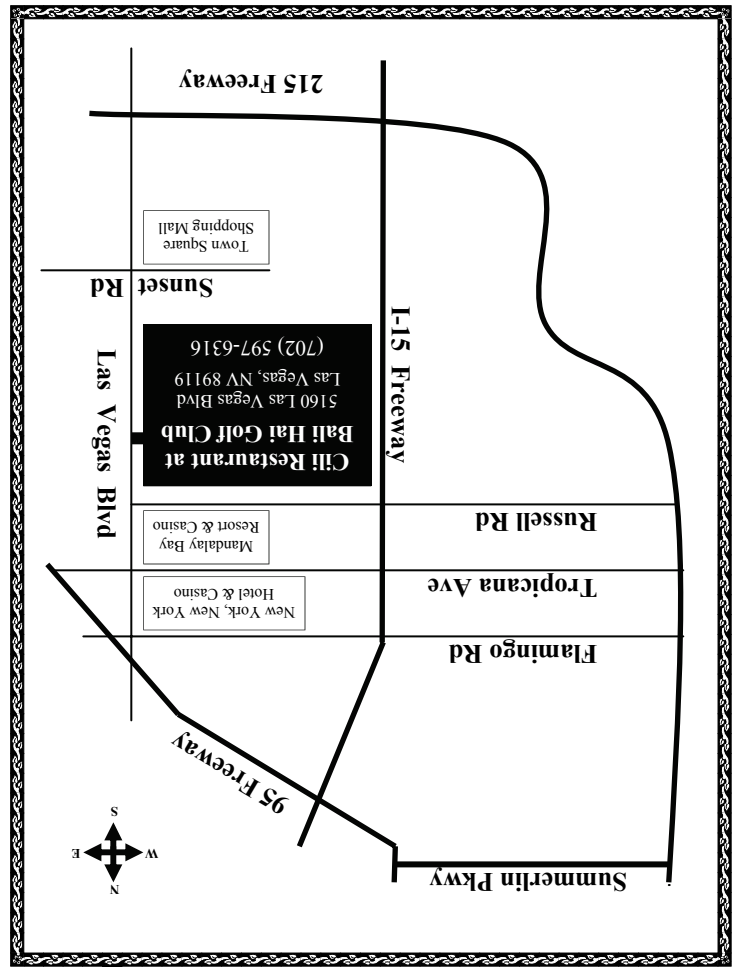 Summerlin Pkwy
N
W E
S
95 Freeway
Flamingo Rd
New York, New York
Hotel & Casino
Tropicana Ave
Mandalay Bay
Resort & Casino
Russell Rd
Las Vegas Blvd
I-15 Freeway
Cili Restaurant at
Bali Hai Golf Club
5160 Las Vegas Blvd
Las Vegas, NV 89119
(702) 597-6316
Sunset Rd
Town Square
Shopping Mall
215 Freeway